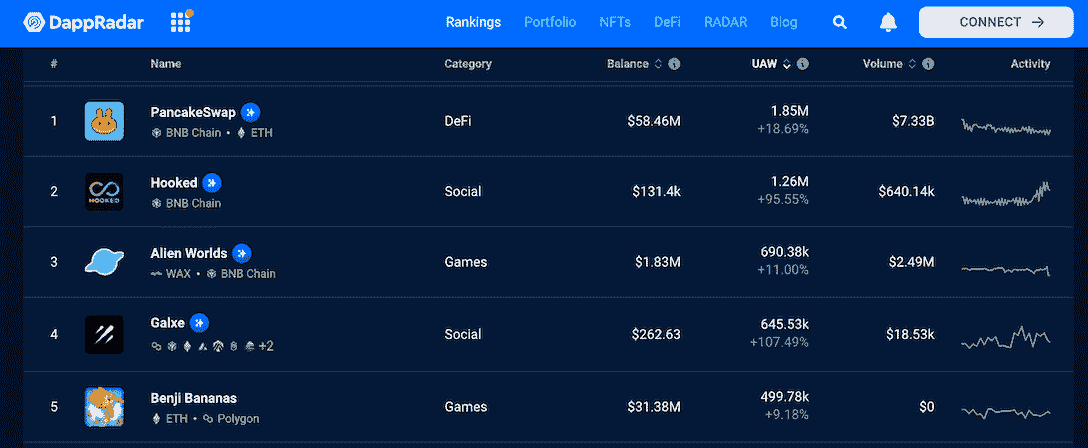 DappRadar Rankings Portfolio NFTs DeFi RADAR Blog CONNECT →
# Name Category Balance UAW Volume Activity
1 PancakeSwap DeFi $58.46M 1.85M $7.33B
BNB Chain • ETH +18.69%
2 Hooked Social $131.4k 1.26M $640.14k
HOOKED BNB Chain +95.55%
3 Alien Worlds Games $1.83M 690.38k $2.49M
WAX • BNB Chain +11.00%
4 Galxe Social $262.63 645.53k $18.53k
+2 +107.49%
5 Benji Bananas Games $31.38M 499.78k $0
ETH • Polygon +9.18%